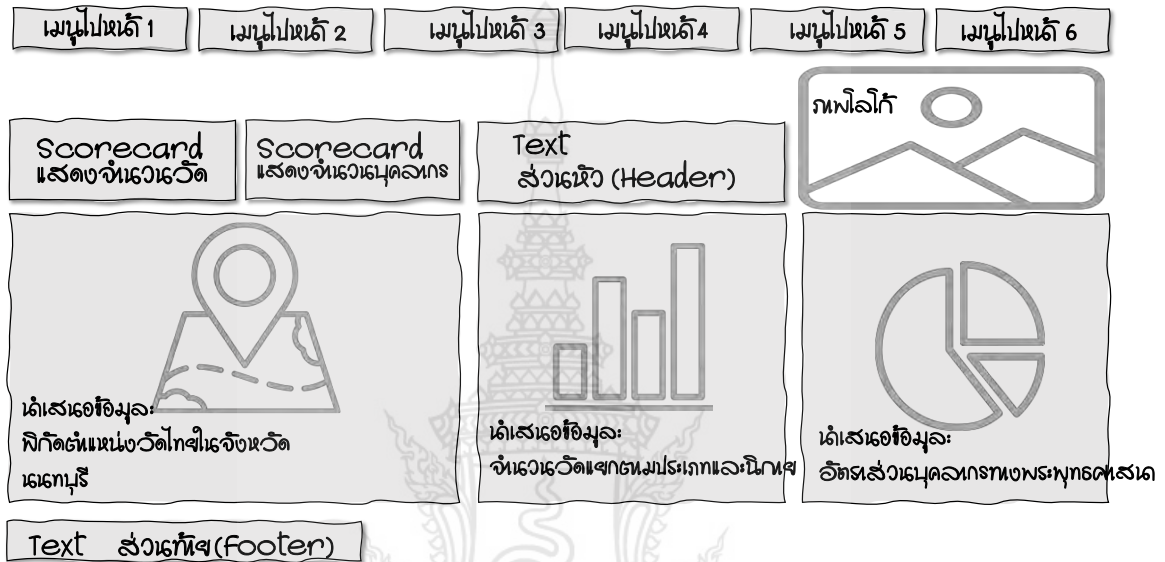 เมนูไปหน้า 1
เมนูไปหน้า 2
เมนูไปหน้า 3
เมนูไปหน้า 4
เมนูไปหน้า 5
เมนูไปหน้า 6
ภาพโลโก้
Scorecard
แสดงจำนวนวัด
Scorecard
แสดงจำนวนบุคลากร
Text
ส่วนหัว (Header)
นำเสนอข้อมูล:
พิกัดตำแหน่งวัดไทยในจังหวัด
นนทบุรี
นำเสนอข้อมูล:
จำนวนวัดแยกตามประเภทและนิกาย
นำเสนอข้อมูล:
อัตราส่วนบุคลากรทางพระพุทธศาสนา
Text ส่วนท้าย(Footer)